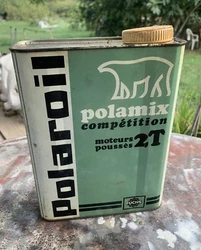 polaroil
polamix
compétition
moteurs
poussés 2T